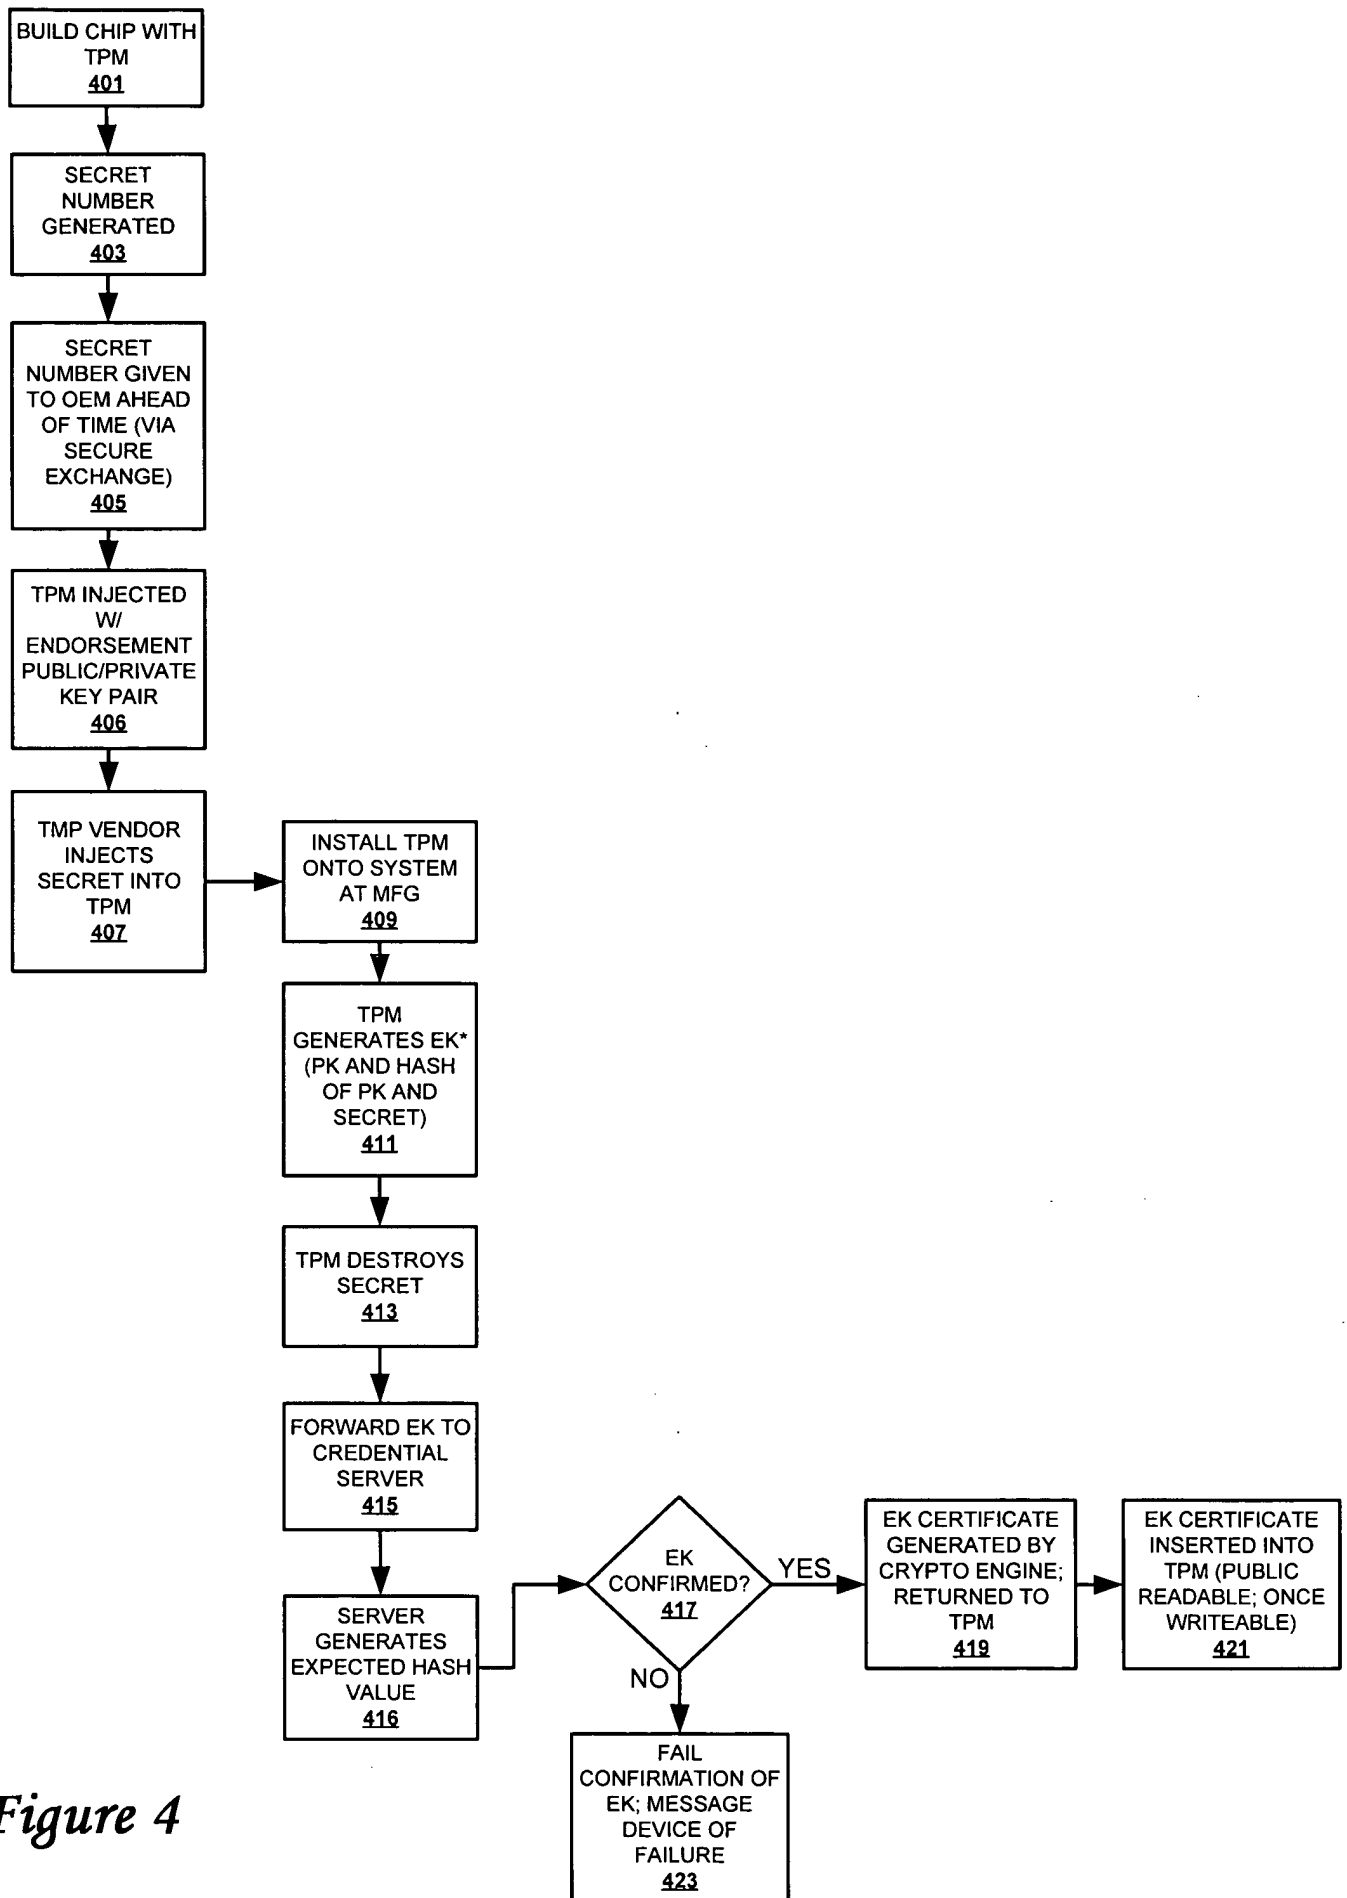 BUILD CHIP WITH
TPM
401
SECRET
NUMBER
GENERATED
403
SECRET
NUMBER GIVEN
TO OEM AHEAD
OF TIME (VIA
SECURE
EXCHANGE)
405
TPM INJECTED
W/
ENDORSEMENT
PUBLIC/PRIVATE
KEY PAIR
406
TMP VENDOR
INJECTS
SECRET INTO
TPM
407
INSTALL TPM
ONTO SYSTEM
AT MFG
409
TPM
GENERATES EK*
(PK AND HASH
OF PK AND
SECRET)
411
TPM DESTROYS
SECRET
413
FORWARD EK TO
CREDENTIAL
SERVER
415
SERVER
GENERATES
EXPECTED HASH
VALUE
416
EK
CONFIRMED?
417
YES
NO
EK CERTIFICATE
GENERATED BY
CRYPTO ENGINE;
RETURNED TO
TPM
419
EK CERTIFICATE
INSERTED INTO
TPM (PUBLIC
READABLE; ONCE
WRITEABLE)
421
FAIL
CONFIRMATION OF
EK; MESSAGE
DEVICE OF
FAILURE
423
Figure 4